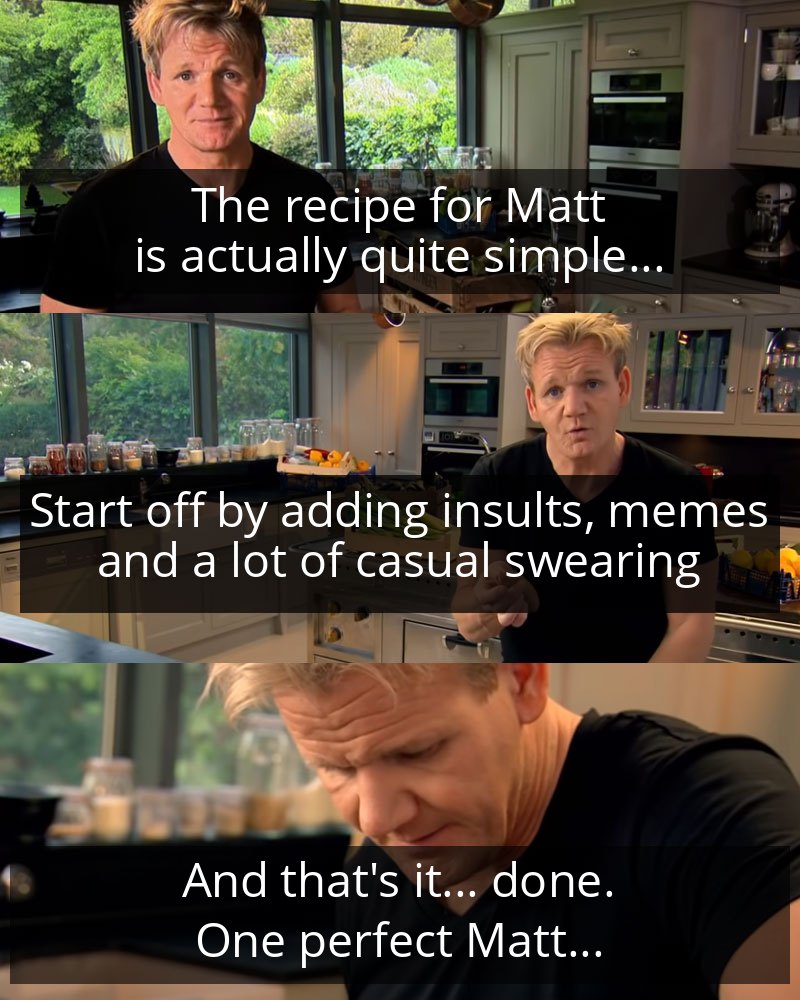 The recipe for Matt
is actually quite simple...
Start off by adding insults, memes
and a lot of casual swearing
And that's it... done.
One perfect Matt...